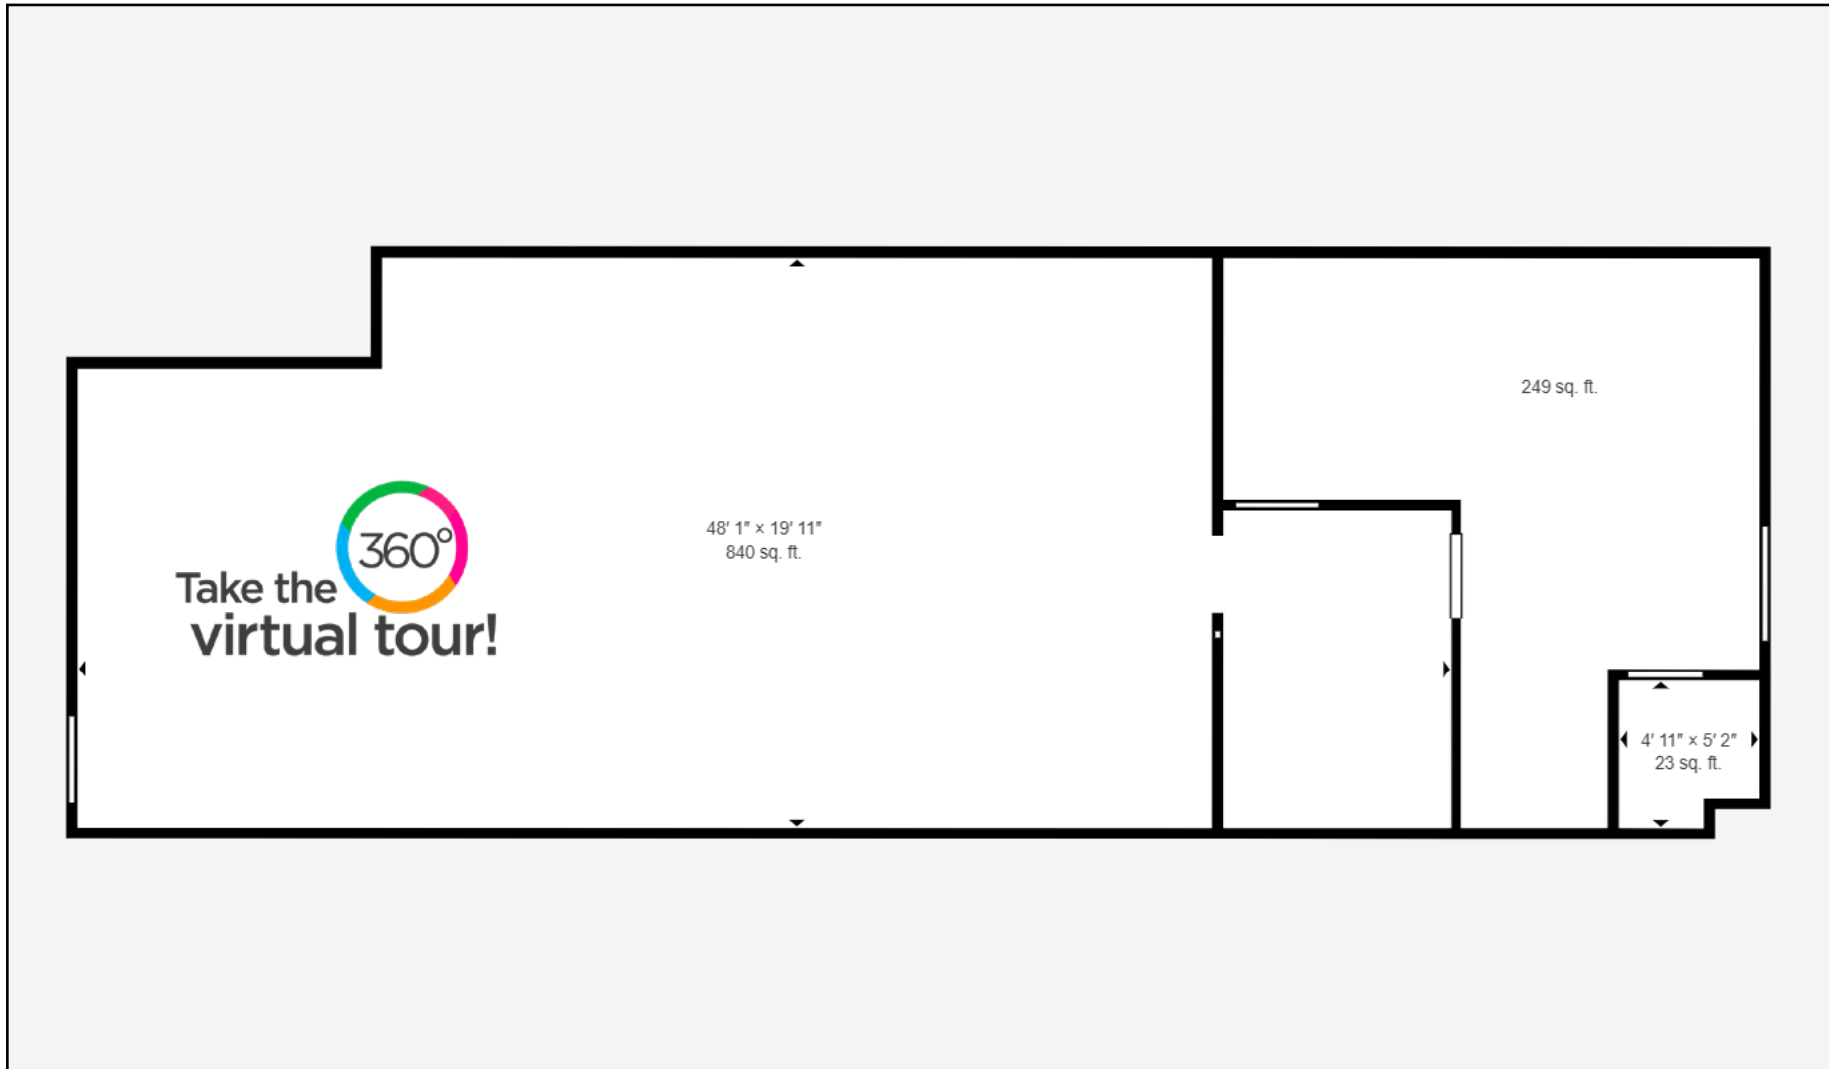 249 sq. ft.
48' 1" × 19' 11"
840 sq. ft.
360°
Take the
virtual tour!
4' 11" × 5' 2"
23 sq. ft.